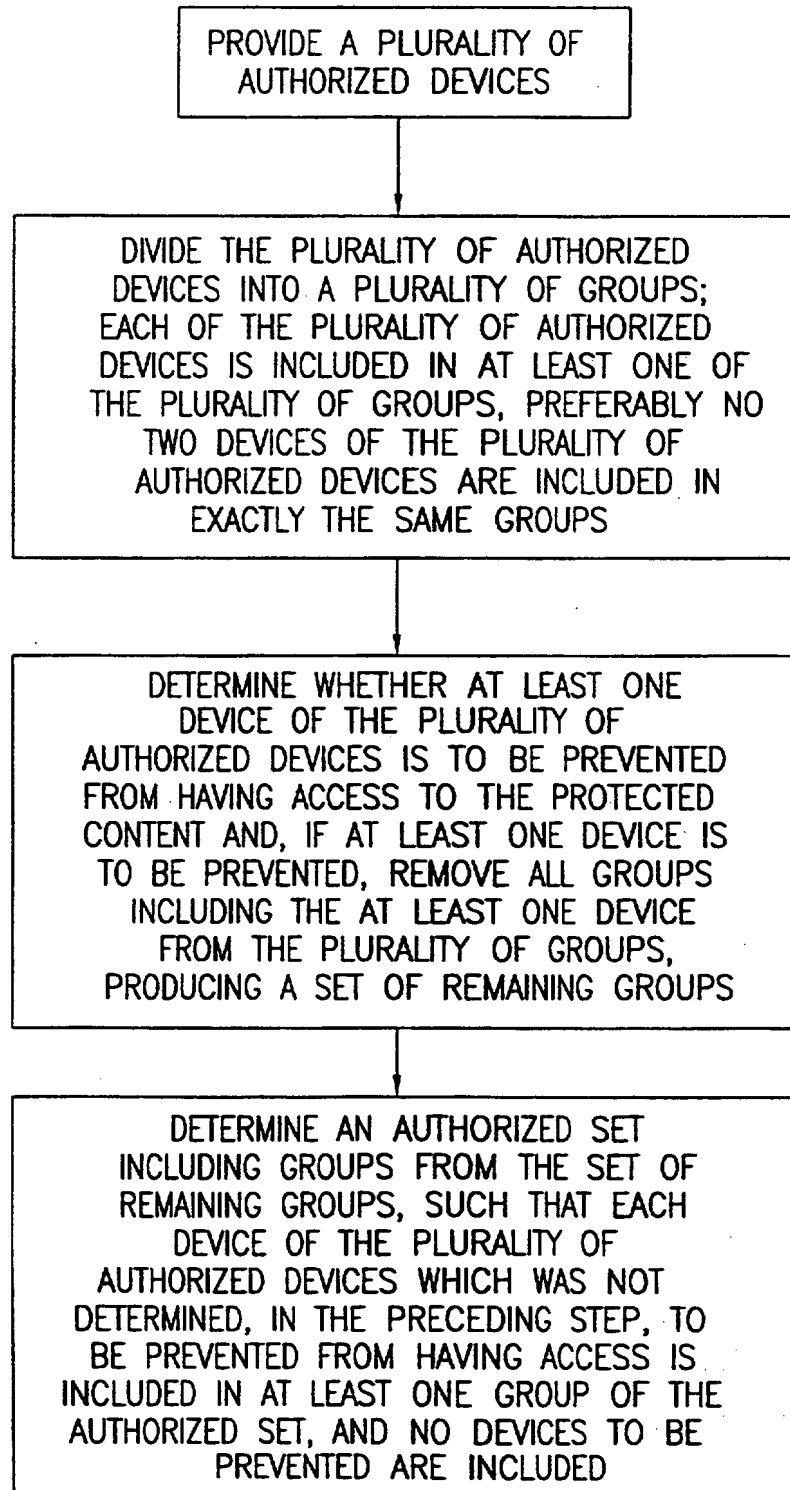 PROVIDE A PLURALITY OF
AUTHORIZED DEVICES
DIVIDE THE PLURALITY OF AUTHORIZED
DEVICES INTO A PLURALITY OF GROUPS;
EACH OF THE PLURALITY OF AUTHORIZED
DEVICES IS INCLUDED IN AT LEAST ONE OF
THE PLURALITY OF GROUPS, PREFERABLY NO
TWO DEVICES OF THE PLURALITY OF
AUTHORIZED DEVICES ARE INCLUDED IN
EXACTLY THE SAME GROUPS
DETERMINE WHETHER AT LEAST ONE
DEVICE OF THE PLURALITY OF
AUTHORIZED DEVICES IS TO BE PREVENTED
FROM HAVING ACCESS TO THE PROTECTED
CONTENT AND, IF AT LEAST ONE DEVICE IS
TO BE PREVENTED, REMOVE ALL GROUPS
INCLUDING THE AT LEAST ONE DEVICE
FROM THE PLURALITY OF GROUPS,
PRODUCING A SET OF REMAINING GROUPS
DETERMINE AN AUTHORIZED SET
INCLUDING GROUPS FROM THE SET OF
REMAINING GROUPS, SUCH THAT EACH
DEVICE OF THE PLURALITY OF
AUTHORIZED DEVICES WHICH WAS NOT
DETERMINED, IN THE PRECEDING STEP, TO
BE PREVENTED FROM HAVING ACCESS IS
INCLUDED IN AT LEAST ONE GROUP OF THE
AUTHORIZED SET, AND NO DEVICES TO BE
PREVENTED ARE INCLUDED